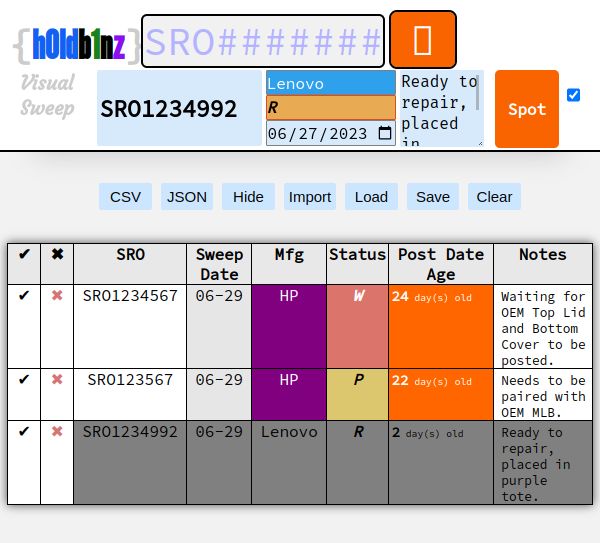 {h0ldb1nz}
SRO#######
Visual
Sweep
SRO1234992
Lenovo
R
06/27/2023
Ready to
repair,
placed
in
Spot
CSV JSON Hide Import Load Save Clear
✔ ✖ SRO Sweep Date Mfg Status Post Date Age Notes
✔ ✖ SRO1234567 06-29 HP W 24 day(s) old
Waiting for
OEM Top Lid
and Bottom
Cover to be
posted.
✔ ✖ SRO123567 06-29 HP P 22 day(s) old
Needs to be
paired with
OEM MLB.
✔ ✖ SRO1234992 06-29 Lenovo R 2 day(s) old
Ready to
repair,
placed in
purple
tote.